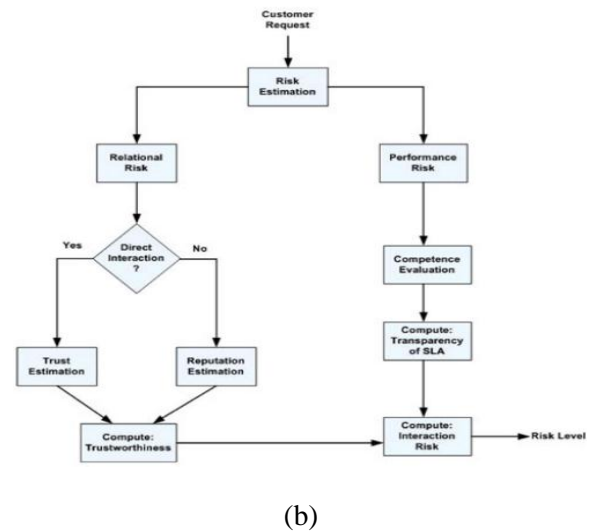 Customer
Request
Risk
Estimation
Relational
Risk
Performance
Risk
Yes
Direct
Interaction
?
No
Competence
Evaluation
Compute:
Transparency
of SLA
Trust
Estimation
Reputation
Estimation
Compute:
Trustworthiness
Compute:
Interaction
Risk
Risk Level
(b)